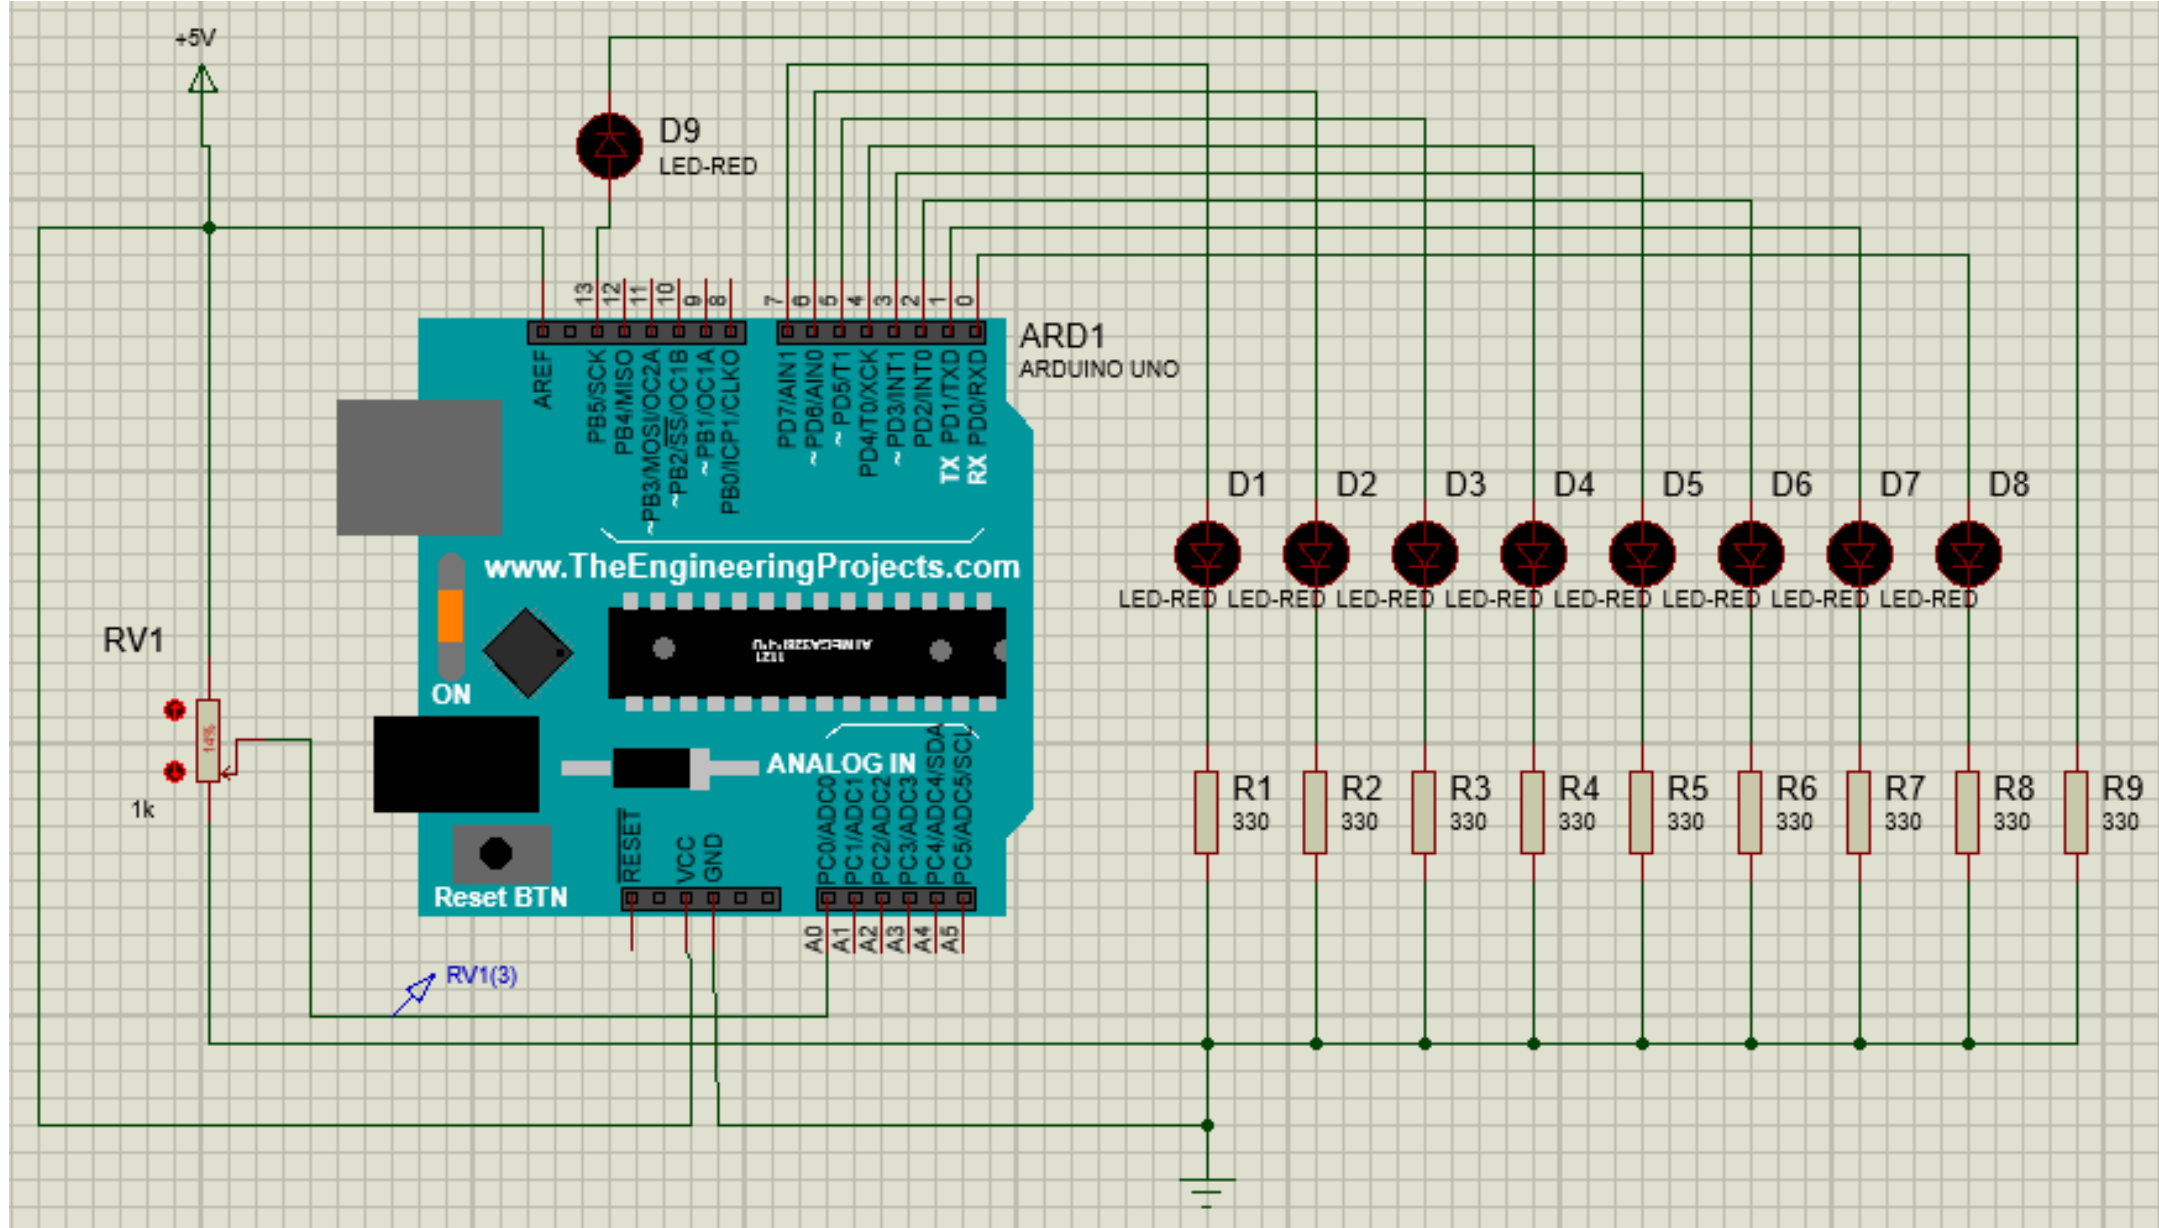 +5V
D9
LED-RED
13
12
11
10
9
8
7
6
5
4
3
2
1
0
ARD1
ARDUINO UNO
AREF
PB5/SCK
PB4/MISO
~PB3/MOSI/OC2A
~PB2/SS/OC1B
~PB1/OC1A
PB0/ICP1/CLKO
PD7/AIN1
~PD6/AIN0
~PD5/T1
PD4/T0/XCK
~PD3/INT1
PD2/INT0
TX PD1/TXD
RX PD0/RXD
D1 D2 D3 D4 D5 D6 D7 D8
LED-RED LED-RED LED-RED LED-RED LED-RED LED-RED LED-RED LED-RED
www.TheEngineeringProjects.com
1121
RV1
ON
14%
1k
ANALOG IN
RESET
VCC
GND
PC0/ADC0
PC1/ADC1
PC2/ADC2
PC3/ADC3
PC4/ADC4/SDA
PC5/ADC5/SCL
R1 R2 R3 R4 R5 R6 R7 R8 R9
330 330 330 330 330 330 330 330 330
Reset BTN
A0
A1
A2
A3
A4
A5
RV1(3)